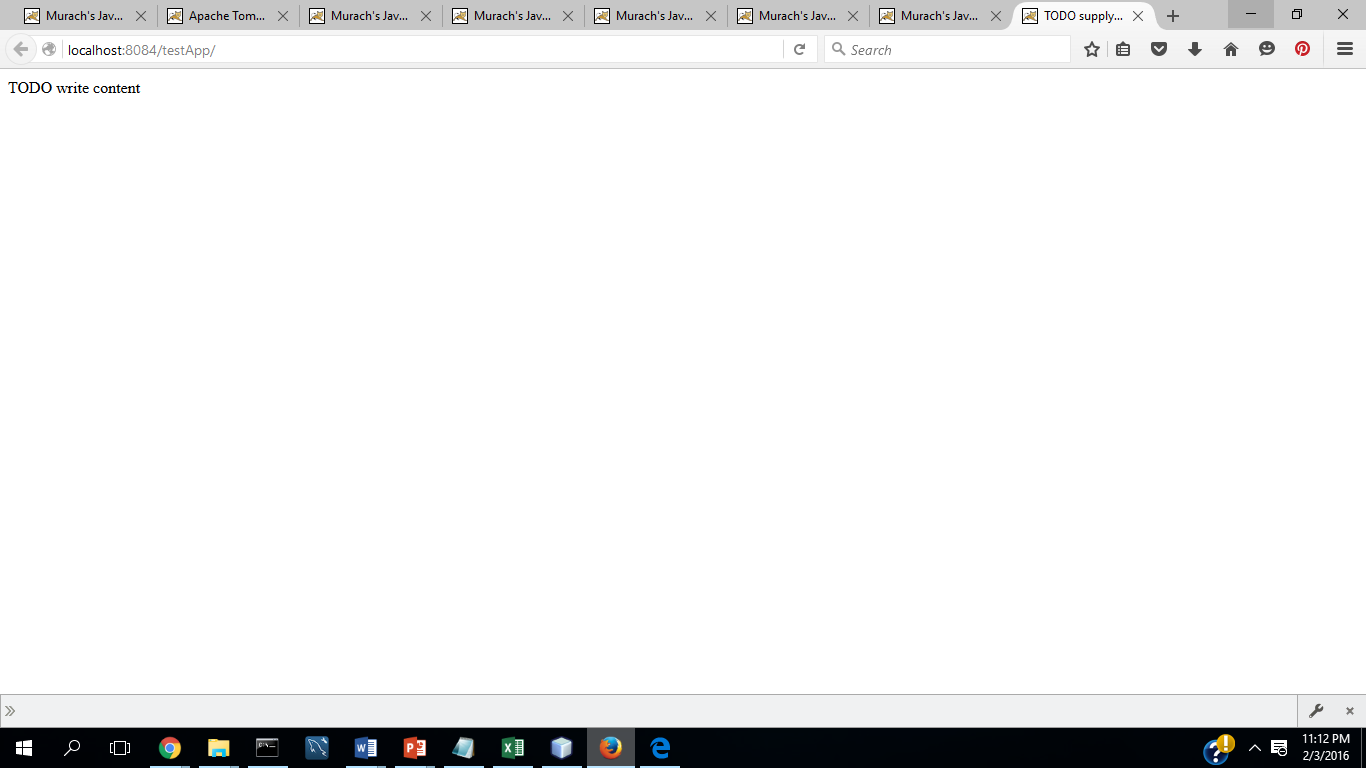 Murach's Jav...
Apache Tom...
Murach's Jav...
Murach's Jav...
Murach's Jav...
Murach's Jav...
Murach's Jav...
TODO supply...
localhost:8084/testApp/
Search
TODO write content
11:12 PM
2/3/2016